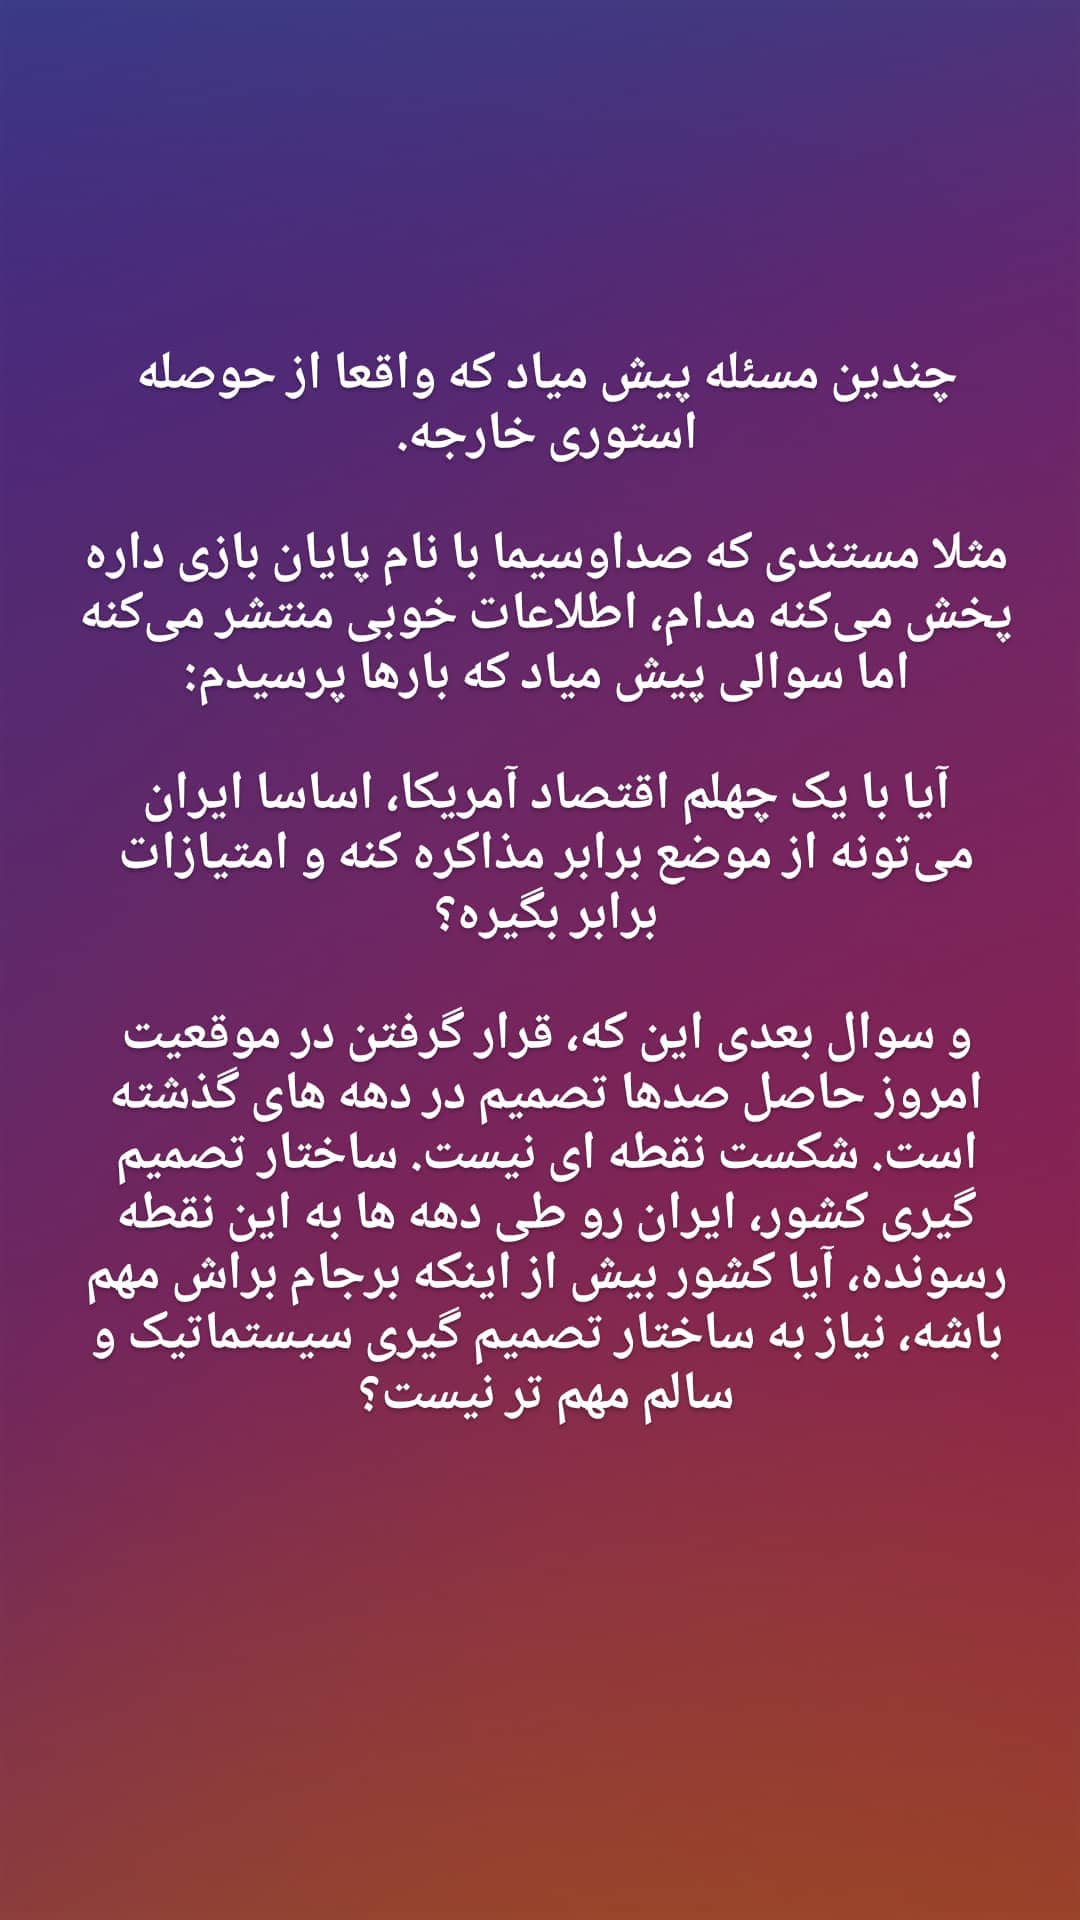 چندین مسئله پیش میاد که واقعا از حوصله
استوری خارجه.
مثلا مستندی که صداوسیما با نام پایان بازی داره
پخش می‌کنه مدام، اطلاعات خوبی منتشر می‌کنه
اما سوالی پیش میاد که بارها پرسیدم:
آیا با یک چهلم اقتصاد آمریکا، اساسا ایران
می‌تونه از موضع برابر مذاکره کنه و امتیازات
برابر بگیره؟
و سوال بعدی این که، قرار گرفتن در موقعیت
امروز حاصل صدها تصمیم در دهه های گذشته
است. شکست نقطه ای نیست. ساختار تصمیم
گیری کشور، ایران رو طی دهه ها به این نقطه
رسونده، آیا کشور بیش از اینکه برجام براش مهم
باشه، نیاز به ساختار تصمیم گیری سیستماتیک و
سالم مهم تر نیست؟